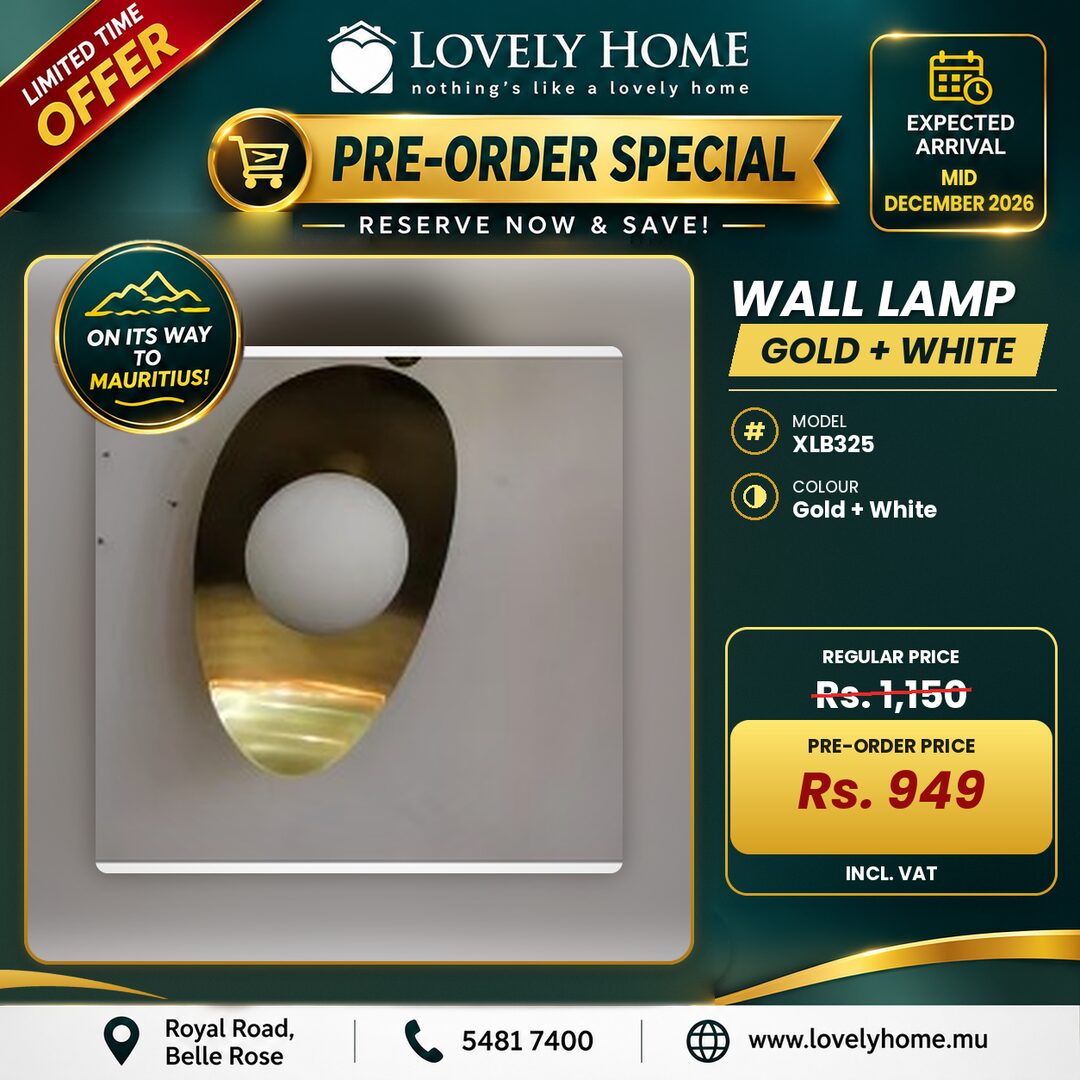 LIMITED TIME
OFFER
LOVELY HOME
nothing's like a lovely home
PRE-ORDER SPECIAL
RESERVE NOW & SAVE!
EXPECTED
ARRIVAL
MID
DECEMBER 2026
ON ITS WAY
TO
MAURITIUS!
WALL LAMP
GOLD + WHITE
#
MODEL
XLB325
COLOUR
Gold + White
REGULAR PRICE
Rs. 1,150
PRE-ORDER PRICE
Rs. 949
INCL. VAT
Royal Road,
Belle Rose
5481 7400
www.lovelyhome.mu